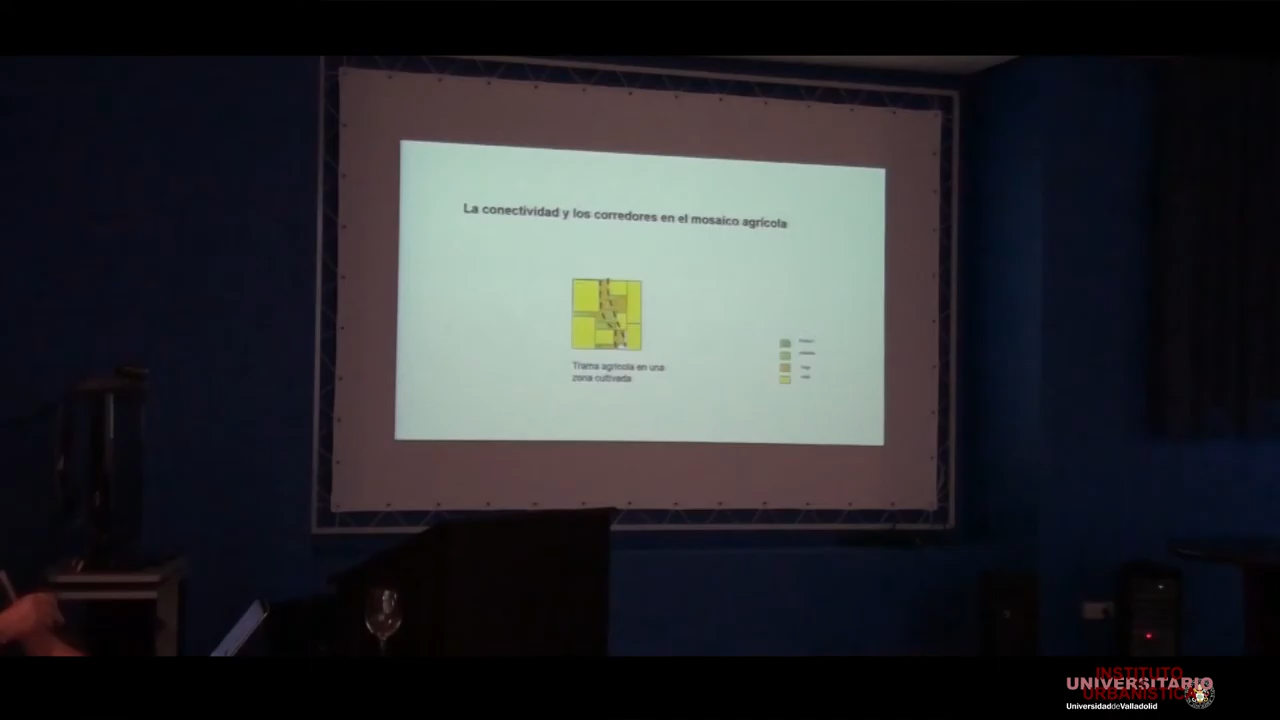 La conectividad y los corredores en el mosaico agrícola
Trama agrícola en una
zona cultivada
INSTITUTO
UNIVERSITARIO
URBANÍSTICA
UniversidaddeValladolid